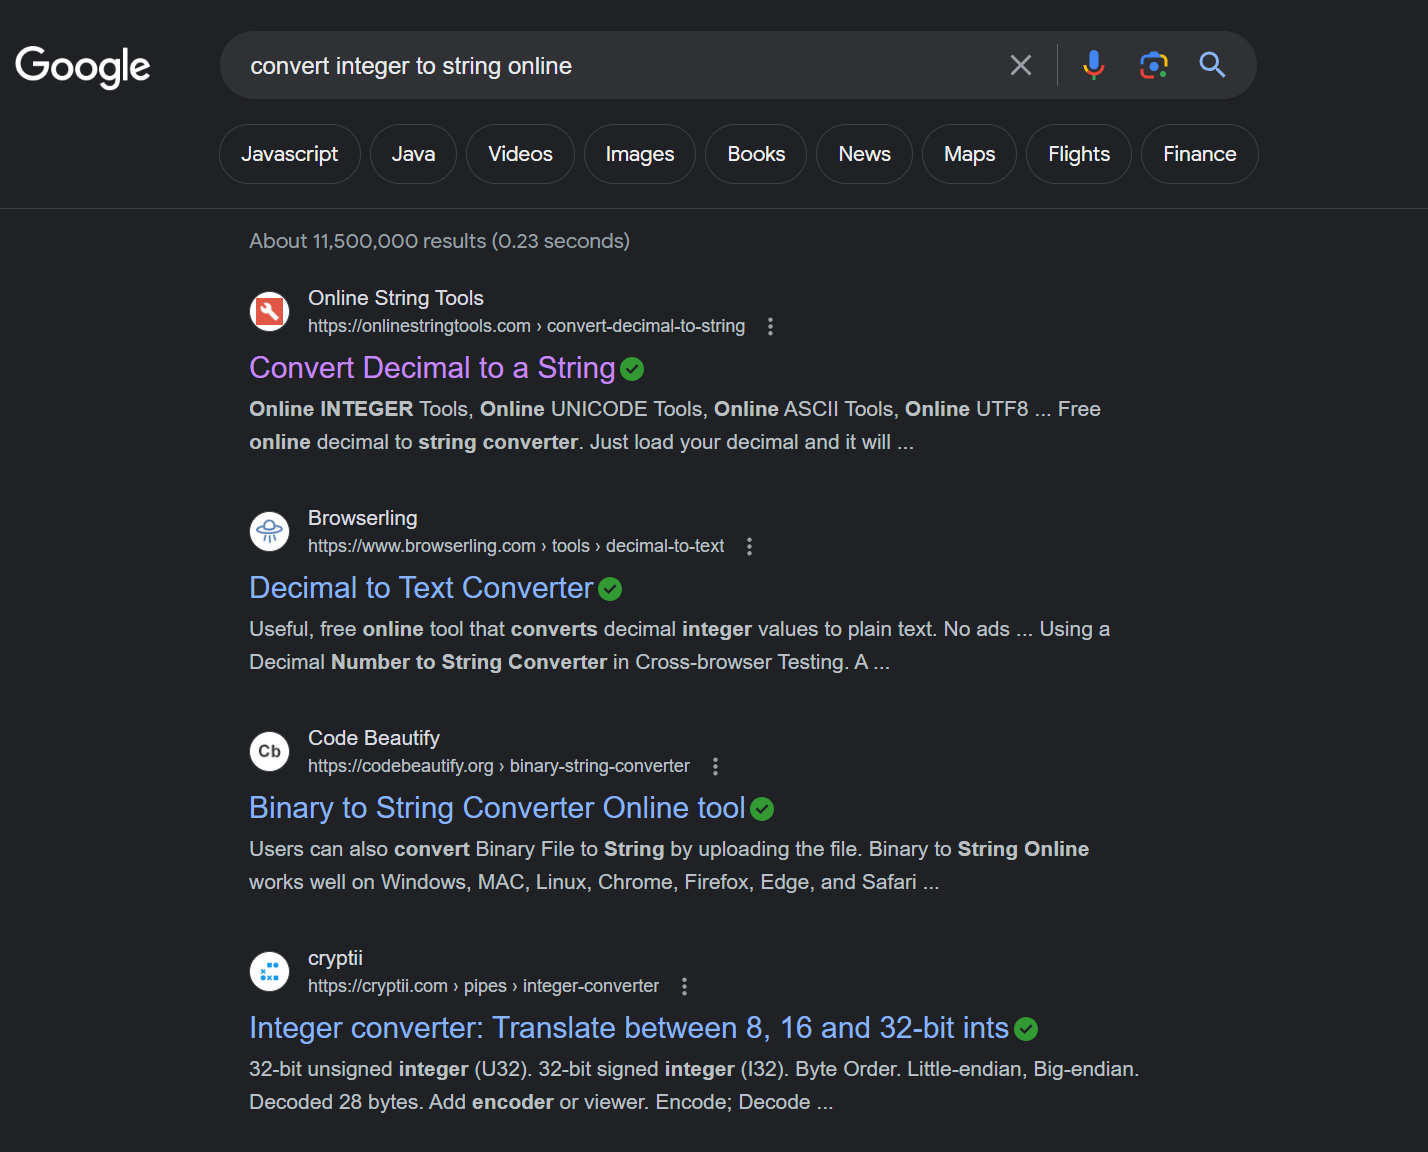 Google
convert integer to string online
Javascript
Java
Videos
Images
Books
News
Maps
Flights
Finance
About 11,500,000 results (0.23 seconds)
Online String Tools
https://onlinestringtools.com › convert-decimal-to-string
Convert Decimal to a String
Online INTEGER Tools, Online UNICODE Tools, Online ASCII Tools, Online UTF8 ... Free
online decimal to string converter. Just load your decimal and it will ...
Browserling
https://www.browserling.com › tools › decimal-to-text
Decimal to Text Converter
Useful, free online tool that converts decimal integer values to plain text. No ads ... Using a
Decimal Number to String Converter in Cross-browser Testing. A ...
Cb
Code Beautify
https://codebeautify.org › binary-string-converter
Binary to String Converter Online tool
Users can also convert Binary File to String by uploading the file. Binary to String Online
works well on Windows, MAC, Linux, Chrome, Firefox, Edge, and Safari ...
cryptii
https://cryptii.com › pipes › integer-converter
Integer converter: Translate between 8, 16 and 32-bit ints
32-bit unsigned integer (U32). 32-bit signed integer (I32). Byte Order. Little-endian, Big-endian.
Decoded 28 bytes. Add encoder or viewer. Encode; Decode ...